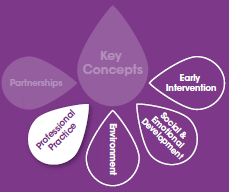 Key
Concepts
Partnerships
Early
Intervention
Professional
Practice
Environment
Social &
Emotional
Development